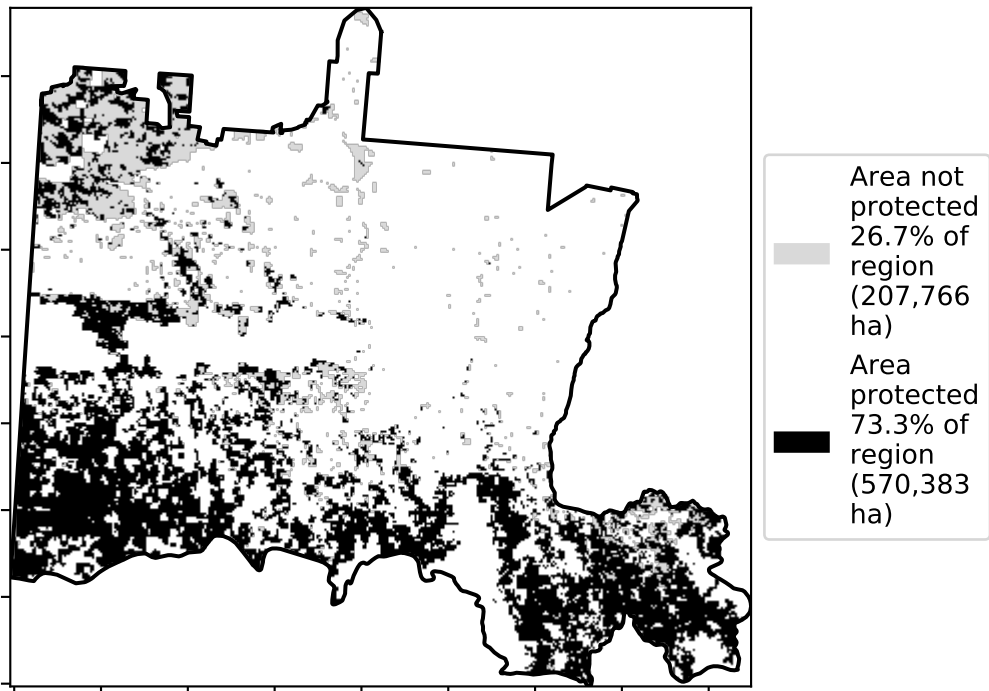 Area not
protected
26.7% of
region
(207,766
ha)
Area
protected
73.3% of
region
(570,383
ha)